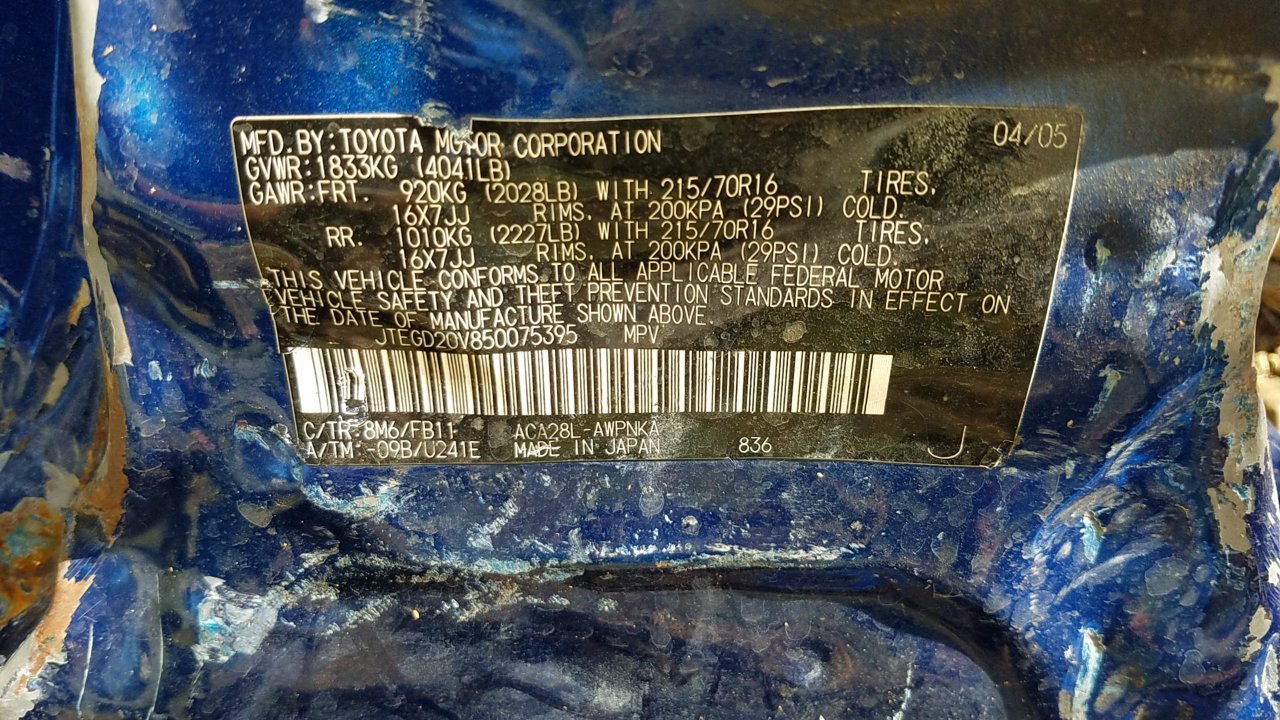 MFD.BY:TOYOTA MOTOR CORPORATION 04/05
GVWR:1833KG (4041LB)
GAWR:FRT. 920KG (2028LB) WITH 215/70R16 TIRES,
16X7JJ RIMS, AT 200KPA (29PSI) COLD.
RR. 1010KG (2227LB) WITH 215/70R16 TIRES,
16X7JJ RIMS, AT 200KPA (29PSI) COLD.
THIS VEHICLE CONFORMS TO ALL APPLICABLE FEDERAL MOTOR
VEHICLE SAFETY AND THEFT PREVENTION STANDARDS IN EFFECT ON
THE DATE OF MANUFACTURE SHOWN ABOVE.
JTEGD20V850075395 MPV
C/TR:8M6/FB11 ACA28L-AWPNKA
A/TM:-09B/U241E MADE IN JAPAN 836 J